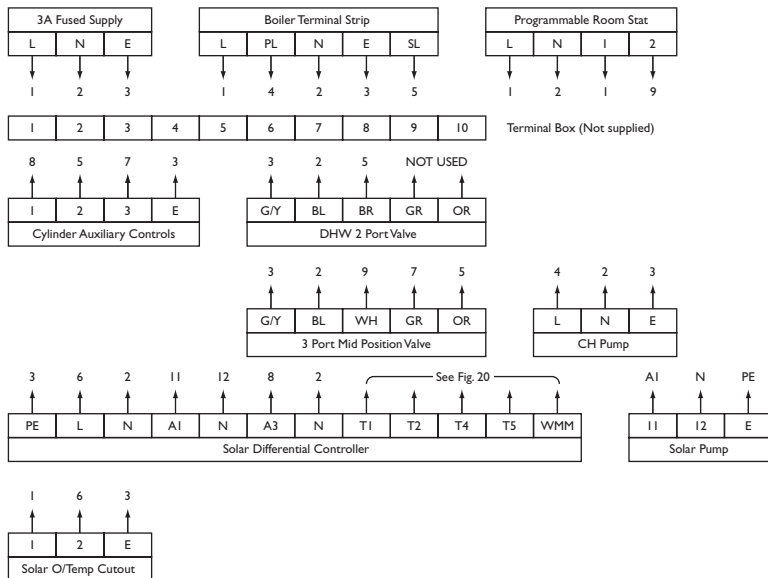 3A Fused Supply Boiler Terminal Strip Programmable Room Stat
L N E L PL N E SL L N 1 2
1 2 3 1 4 2 3 5 1 2 1 9
1 2 3 4 5 6 7 8 9 10 Terminal Box (Not supplied)
8 5 7 3 3 2 5 NOT USED
1 2 3 E G/Y BL BR GR OR
Cylinder Auxiliary Controls DHW 2 Port Valve
3 2 9 7 5 4 2 3
G/Y BL WH GR OR L N E
3 Port Mid Position Valve CH Pump
3 6 2 11 12 8 2 See Fig. 20 A1 N PE
PE L N A1 N A3 N T1 T2 T4 T5 WMM 11 12 E
Solar Differential Controller Solar Pump
1 6 3
1 2 E
Solar O/Temp Cutout